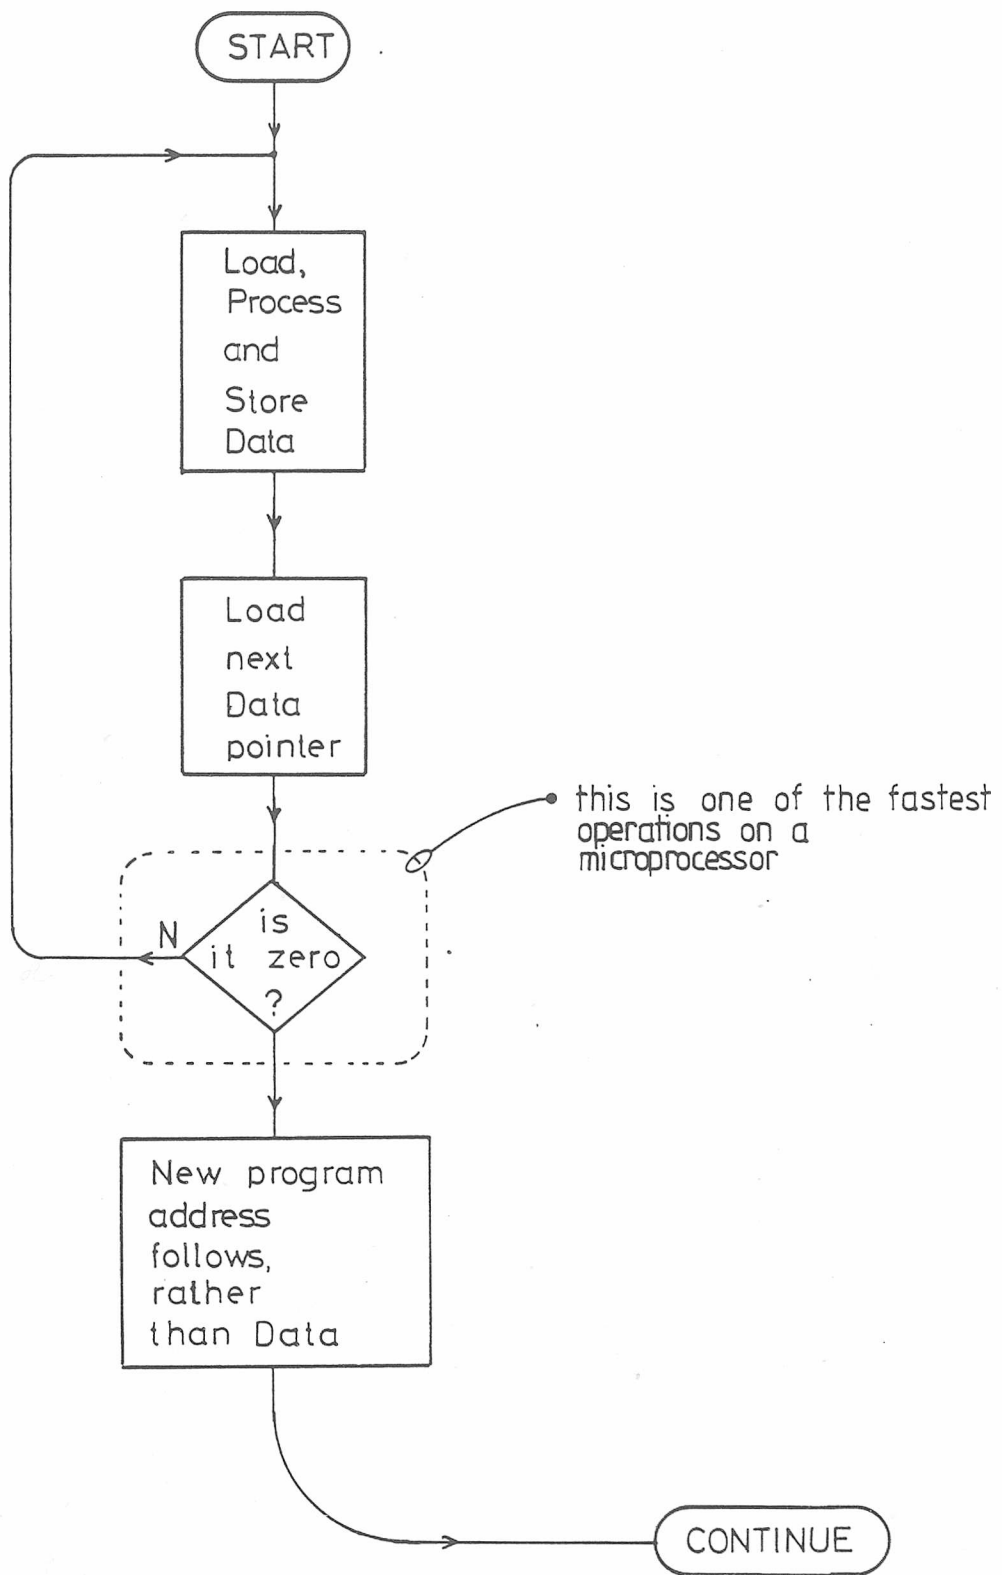 START
Load,
Process
and
Store
Data
Load
next
Data
pointer
this is one of the fastest
operations on a
microprocessor
N
is
it zero
?
New program
address
follows,
rather
than Data
CONTINUE